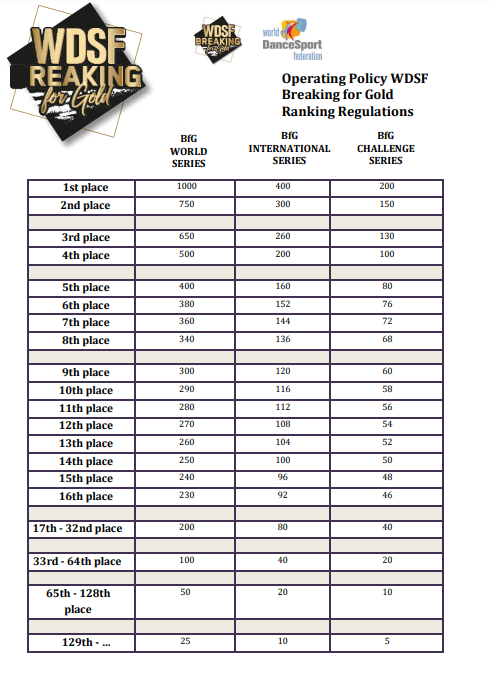 WDSF
BREAKING
for Gold
WDSF
BREAKING
for Gold
world
DanceSport
federation
Operating Policy WDSF
Breaking for Gold
Ranking Regulations
BfG WORLD SERIES BfG INTERNATIONAL SERIES BfG CHALLENGE SERIES
1st place 1000 400 200
2nd place 750 300 150
3rd place 650 260 130
4th place 500 200 100
5th place 400 160 80
6th place 380 152 76
7th place 360 144 72
8th place 340 136 68
9th place 300 120 60
10th place 290 116 58
11th place 280 112 56
12th place 270 108 54
13th place 260 104 52
14th place 250 100 50
15th place 240 96 48
16th place 230 92 46
17th - 32nd place 200 80 40
33rd - 64th place 100 40 20
65th - 128th place 50 20 10
129th - ... 25 10 5